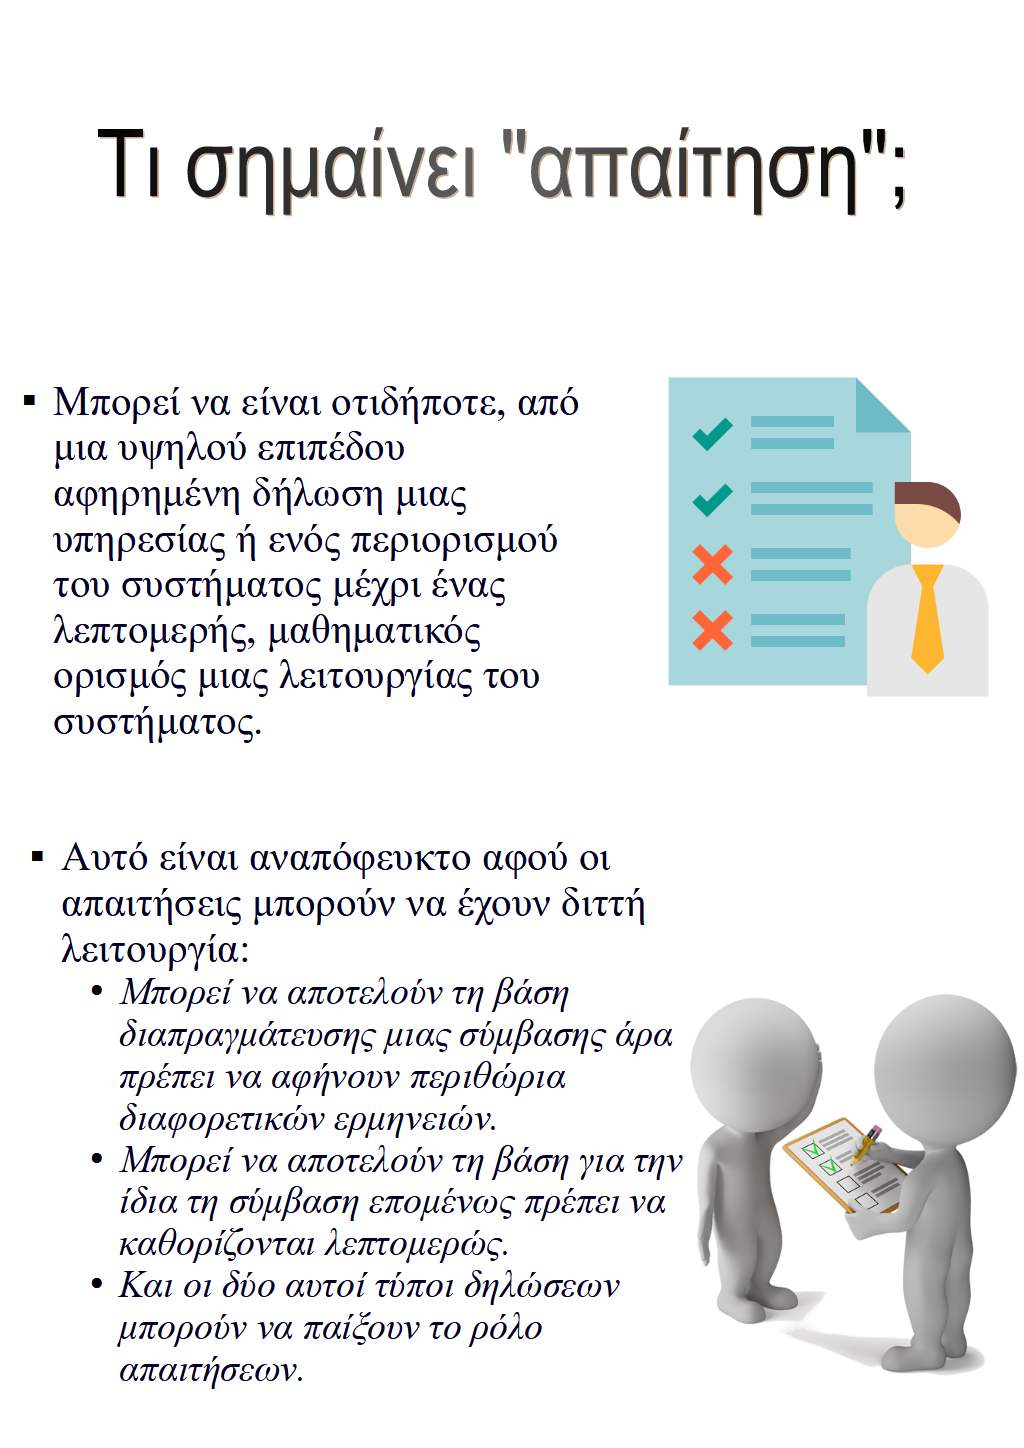 Τι σημαίνει "απαίτηση";
▪ Μπορεί να είναι οτιδήποτε, από
μια υψηλού επιπέδου
αφηρημένη δήλωση μιας
υπηρεσίας ή ενός περιορισμού
του συστήματος μέχρι ένας
λεπτομερής, μαθηματικός
ορισμός μιας λειτουργίας του
συστήματος.
▪ Αυτό είναι αναπόφευκτο αφού οι
απαιτήσεις μπορούν να έχουν διττή
λειτουργία:
• Μπορεί να αποτελούν τη βάση
διαπραγμάτευσης μιας σύμβασης άρα
πρέπει να αφήνουν περιθώρια
διαφορετικών ερμηνειών.
• Μπορεί να αποτελούν τη βάση για την
ίδια τη σύμβαση επομένως πρέπει να
καθορίζονται λεπτομερώς.
• Και οι δύο αυτοί τύποι δηλώσεων
μπορούν να παίξουν το ρόλο
απαιτήσεων.